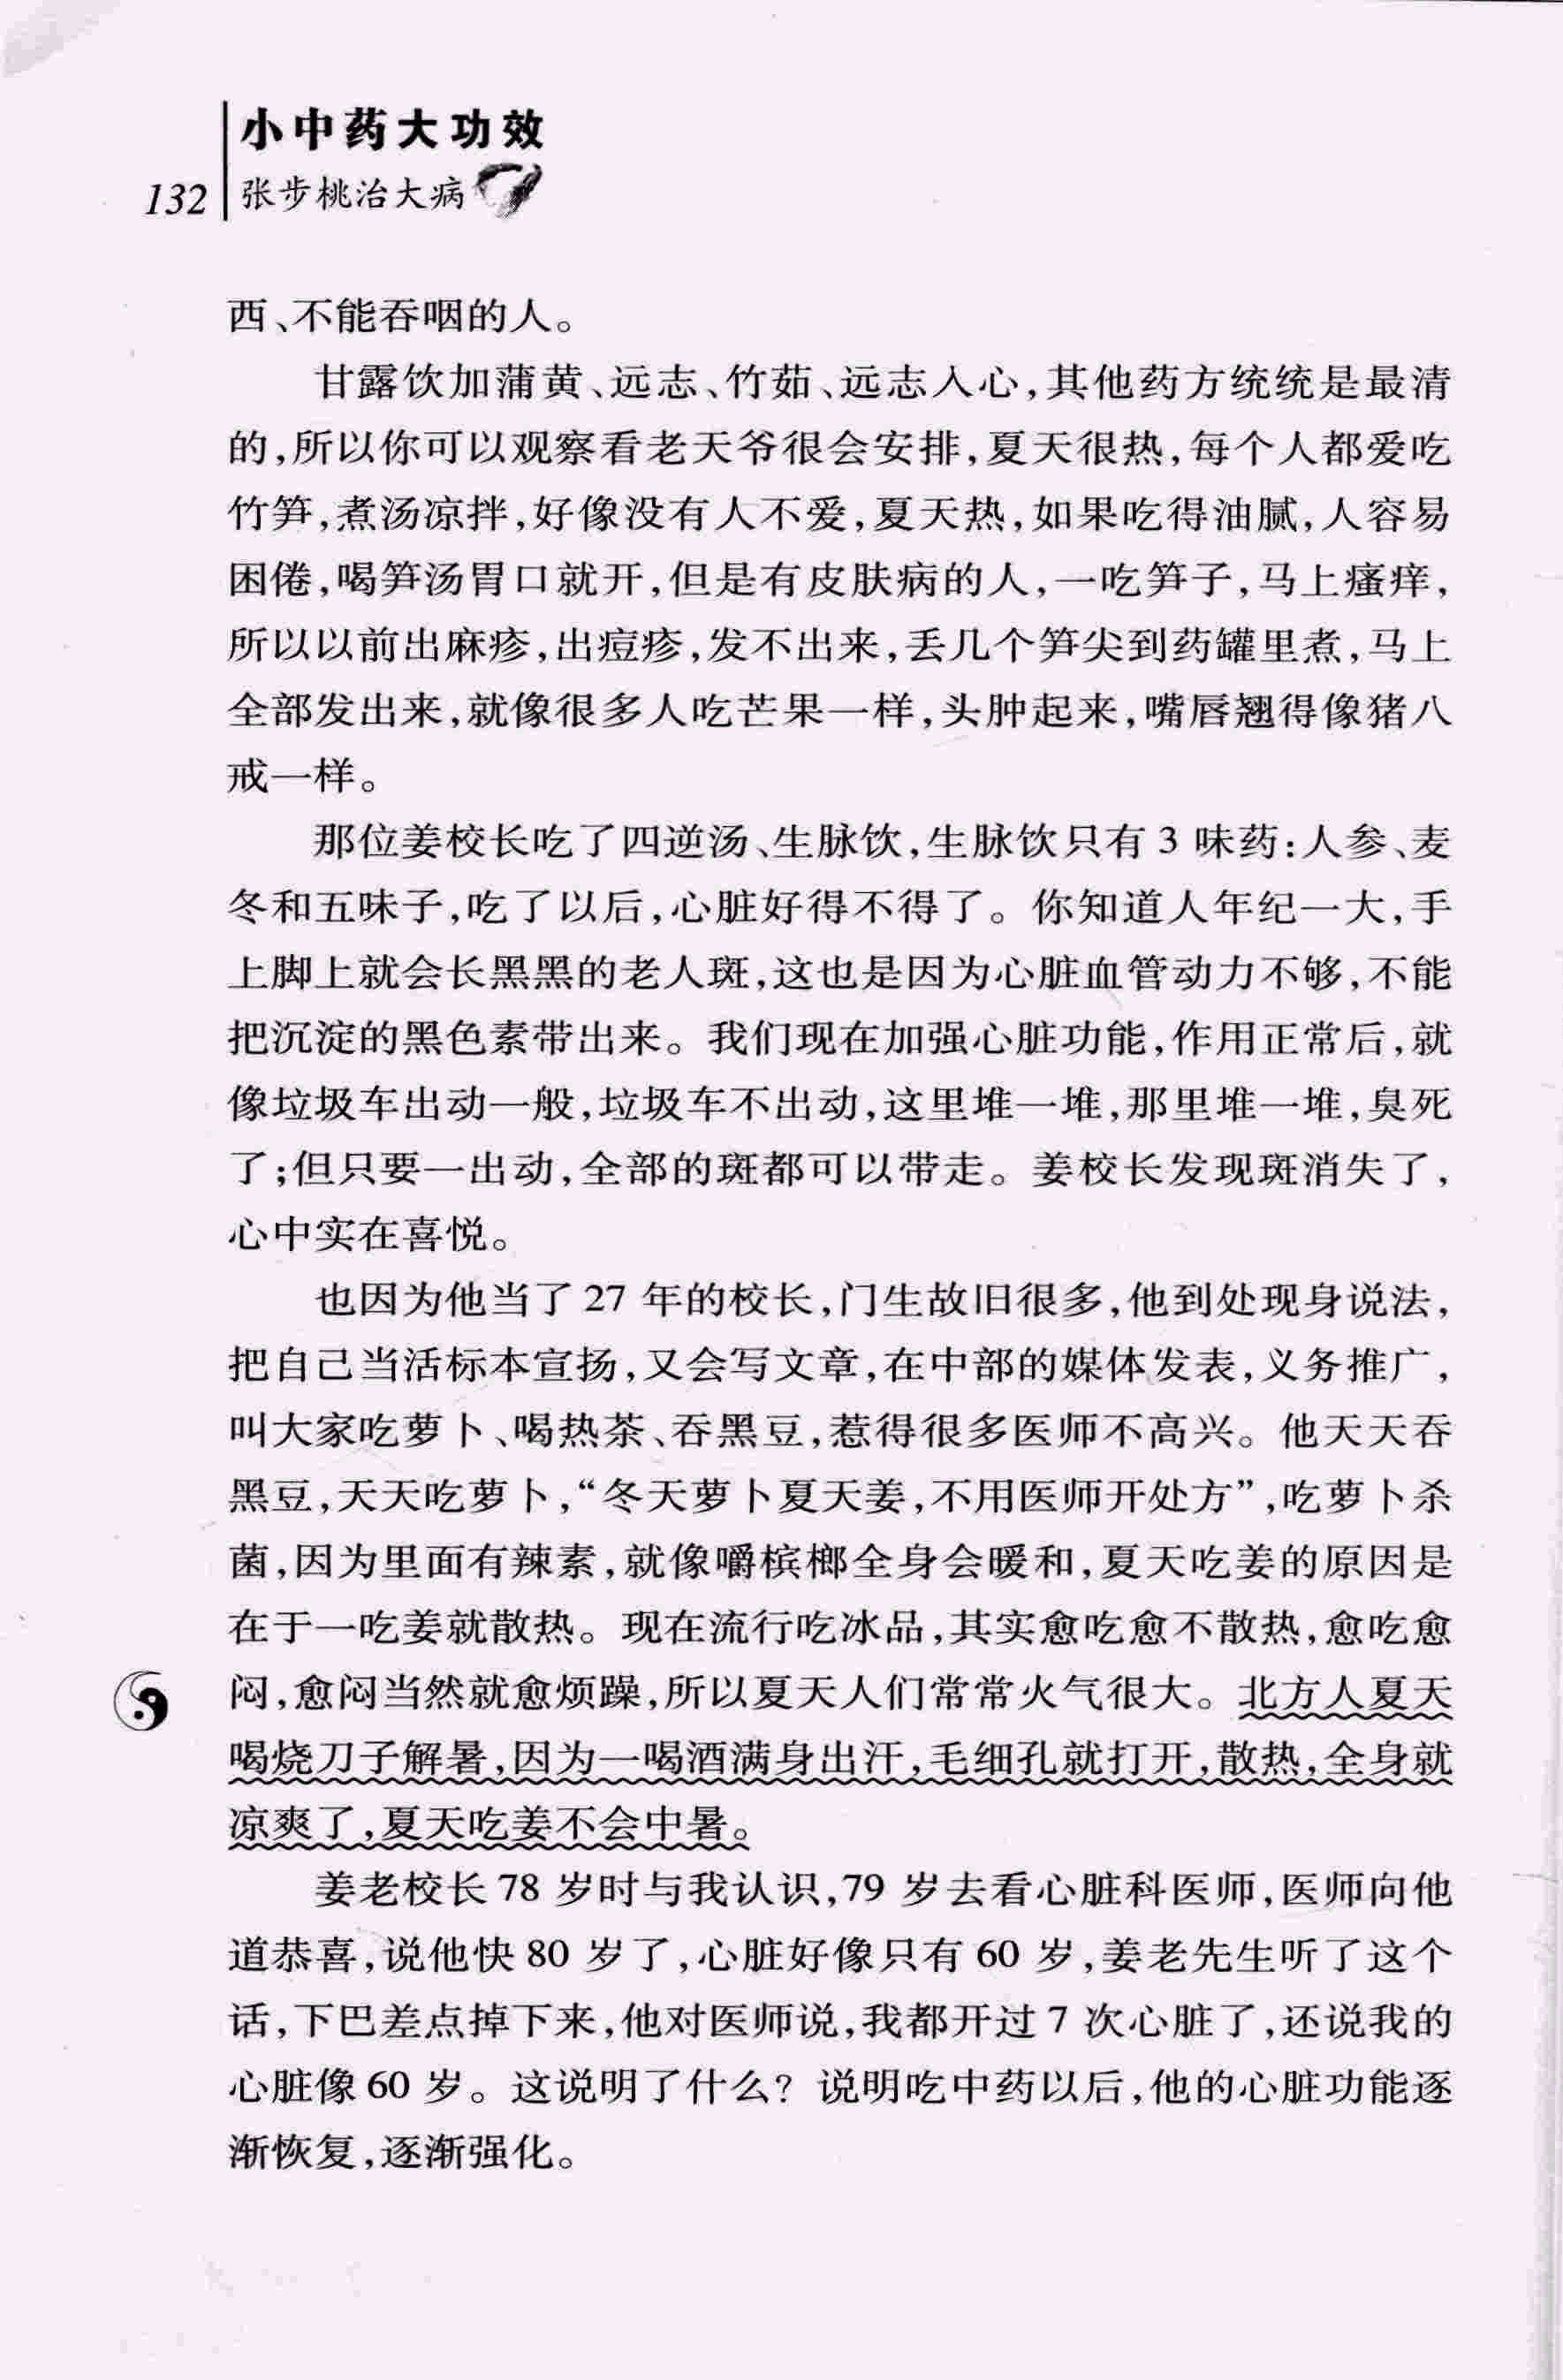 小中药大功效
132
张步桃治大病
西、不能吞咽的人。
甘露饮加蒲黄、远志、竹茹、远志入心,其他药方统统是最清
的,所以你可以观察看老天爷很会安排,夏天很热,每个人都爱吃
竹笋,煮汤凉拌,好像没有人不爱,夏天热,如果吃得油腻,人容易
困倦,喝笋汤胃口就开,但是有皮肤病的人,一吃笋子,马上瘙痒,
所以以前出麻疹,出痘疹,发不出来,丢几个笋尖到药罐里煮,马上
全部发出来,就像很多人吃芒果一样,头肿起来,嘴唇翘得像猪八
戒一样。
那位姜校长吃了四逆汤、生脉饮,生脉饮只有3味药:人参、麦
冬和五味子,吃了以后,心脏好得不得了。你知道人年纪一大,手
上脚上就会长黑黑的老人斑,这也是因为心脏血管动力不够,不能
把沉淀的黑色素带出来。我们现在加强心脏功能,作用正常后,就
像垃圾车出动一般,垃圾车不出动,这里堆一堆,那里堆一堆,臭死
了;但只要一出动,全部的斑都可以带走。姜校长发现斑消失了,
心中实在喜悦。
也因为他当了27年的校长,门生故旧很多,他到处现身说法,
把自己当活标本宣扬,又会写文章,在中部的媒体发表,义务推广,
叫大家吃萝卜、喝热茶、吞黑豆,惹得很多医师不高兴。他天天吞
黑豆,天天吃萝卜,“冬天萝卜夏天姜,不用医师开处方”,吃萝卜杀
菌,因为里面有辣素,就像嚼槟榔全身会暖和,夏天吃姜的原因是
在于一吃姜就散热。现在流行吃冰品,其实愈吃愈不散热,愈吃愈
闷,愈闷当然就愈烦躁,所以夏天人们常常火气很大。北方人夏天
喝烧刀子解暑,因为一喝酒满身出汗,毛细孔就打开,散热,全身就
凉爽了,夏天吃姜不会中暑。
姜老校长78岁时与我认识,79岁去看心脏科医师,医师向他
道恭喜,说他快80岁了,心脏好像只有60岁,姜老先生听了这个
话,下巴差点掉下来,他对医师说,我都开过7次心脏了,还说我的
心脏像60岁。这说明了什么?说明吃中药以后,他的心脏功能逐
渐恢复,逐渐强化。